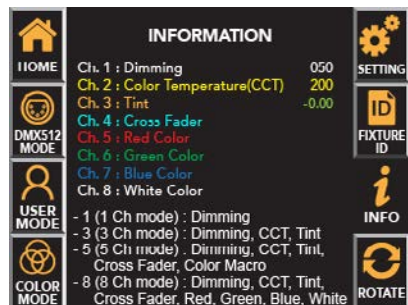 INFORMATION
HOME
DMX512
MODE
USER
MODE
COLOR
MODE
Ch. 1 : Dimming 050
Ch. 2 : Color Temperature(CCT) 200
Ch. 3 : Tint -0.00
Ch. 4 : Cross Fader
Ch. 5 : Red Color
Ch. 6 : Green Color
Ch. 7 : Blue Color
Ch. 8 : White Color
- 1 (1 Ch mode) : Dimming
- 3 (3 Ch mode) : Dimming, CCT, Tint
- 5 (5 Ch mode) : Dimming, CCT, Tint,
Cross Fader, Color Macro
- 8 (8 Ch mode) : Dimming, CCT, Tint,
Cross Fader, Red, Green, Blue, White
SETTING
ID
FIXTURE
ID
i
INFO
ROTATE